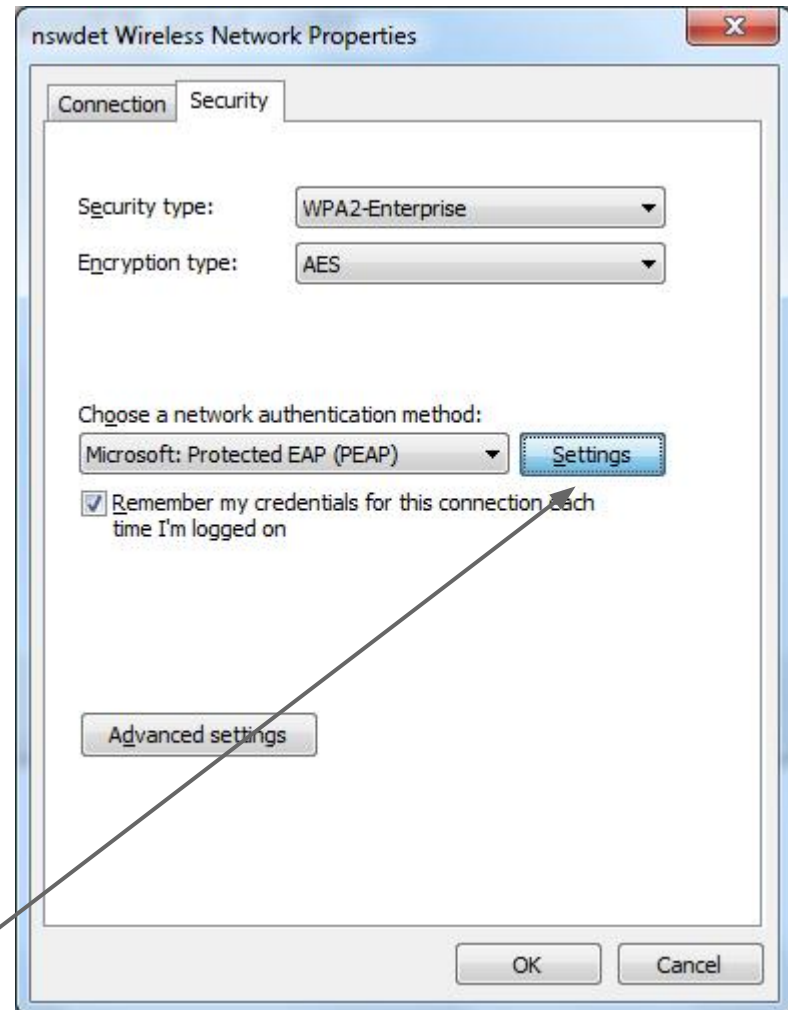 nswdet Wireless Network Properties
Connection Security
Security type: WPA2-Enterprise
Encryption type: AES
Choose a network authentication method:
Microsoft: Protected EAP (PEAP) Settings
Remember my credentials for this connection each
time I'm logged on
Advanced settings
OK Cancel